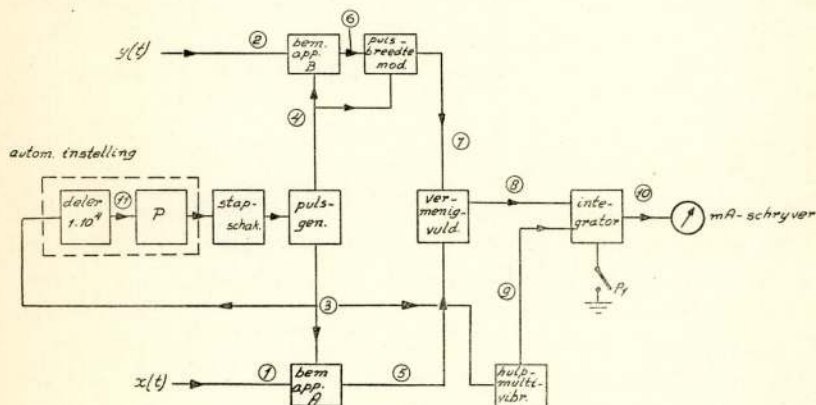 ⑥
②
y(t)
bem.
app.
B
puls-
breedte
mod.
④
⑦
autom. instelling
deler
1·10⁴
⑪
P
stap-
schak.
puls-
gen.
ver-
menig-
vuld.
⑧
inte-
grator
⑩
mA-schryver
P₁
③
⑨
x(t)
①
bem
app.
A
⑤
hulp-
multi-
vibr.